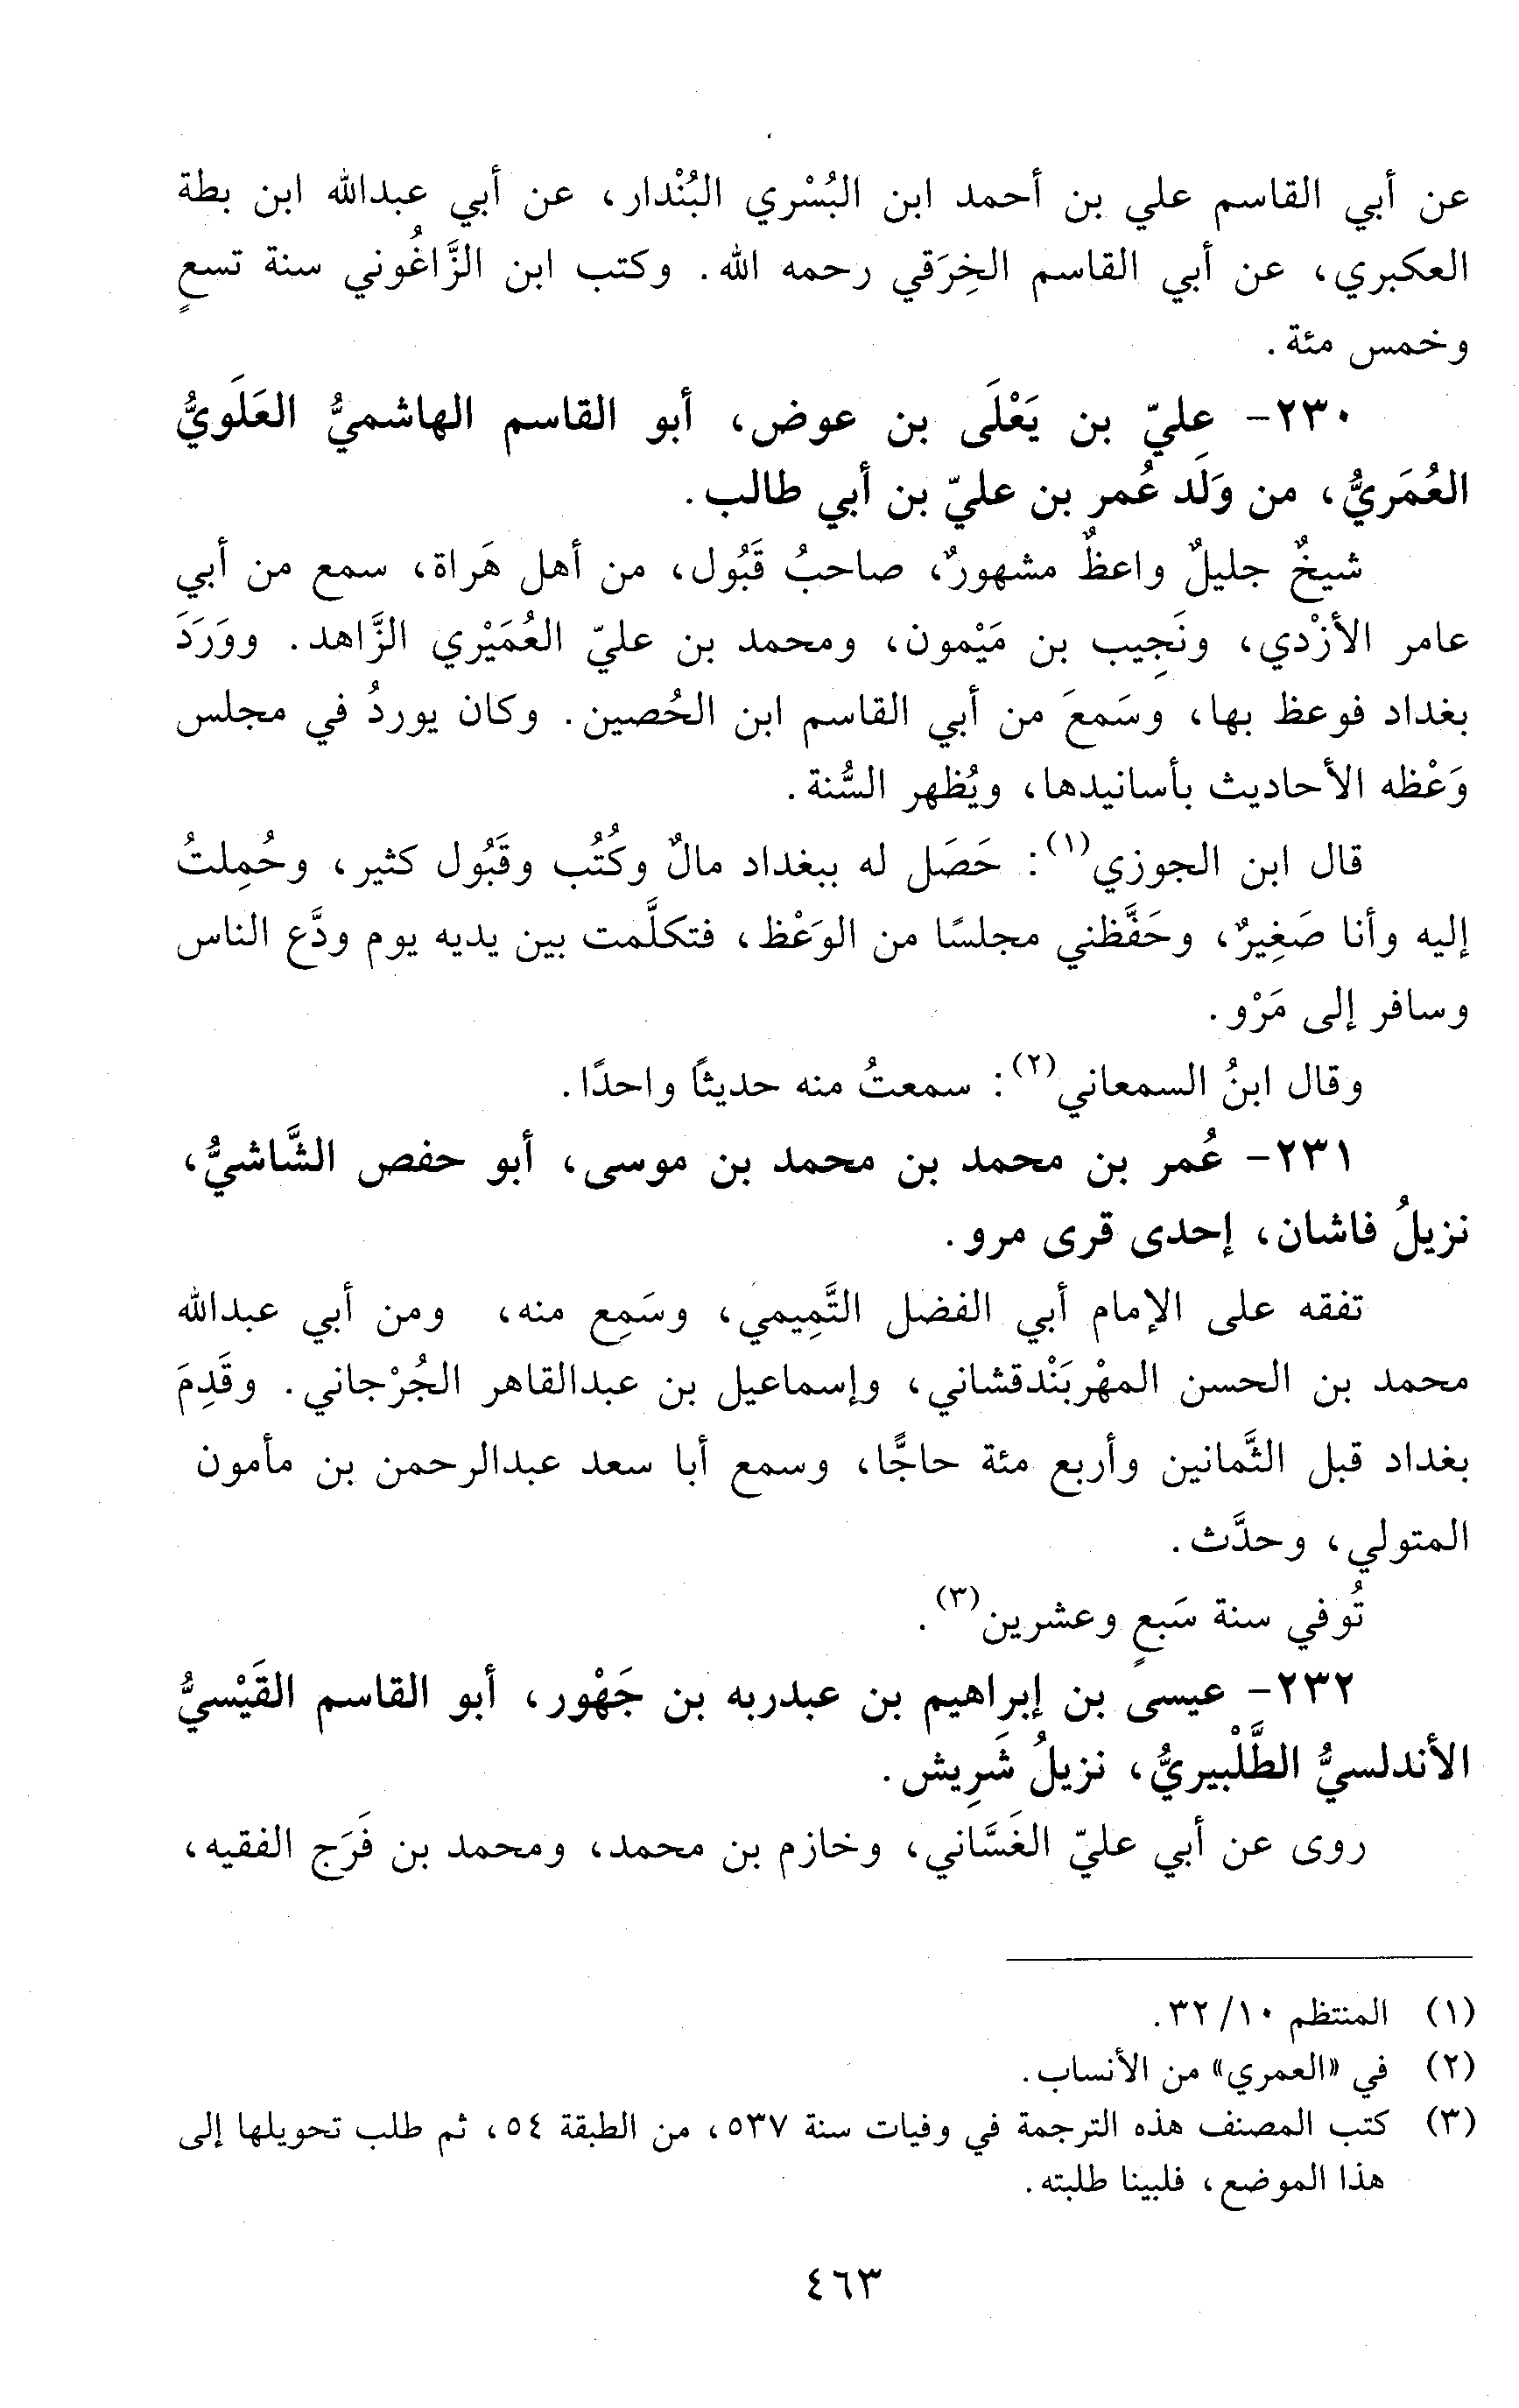 عن أبي القاسم علي بن أحمد ابن البُسْري البُنْدار، عن أبي عبدالله ابن بطة
العكبري، عن أبي القاسم الخِرَقي رحمه الله. وكتب ابن الزَّاغُوني سنة تسعٍ
وخمس مئة.
٢٣٠- عليّ بن يَعْلَى بن عوض، أبو القاسم الهاشميُّ العَلَويُّ
العُمَريُّ، من وَلَد عُمر بن عليّ بن أبي طالب.
شيخٌ جليلٌ واعظٌ مشهورٌ، صاحبُ قَبُول، من أهل هَراة، سمع من أبي
عامر الأزْدي، ونَجِيب بن مَيْمون، ومحمد بن عليّ العُمَيْري الزَّاهد. ووَرَدَ
بغداد فوعظ بها، وسَمعَ من أبي القاسم ابن الحُصين. وكان يوردُ في مجلس
وَعْظه الأحاديث بأسانيدها، ويُظهر السُّنة.
قال ابن الجوزي(١): حَصَل له ببغداد مالٌ وكُتُب وقَبُول كثير، وحُمِلتُ
إليه وأنا صَغِيرٌ، وحَفَّظني مجلسًا من الوَعْظ، فتكلَّمت بين يديه يوم ودَّع الناس
وسافر إلى مَرْو.
وقال ابنُ السمعاني(٢): سمعتُ منه حديثًا واحدًا.
٢٣١- عُمر بن محمد بن محمد بن موسى، أبو حفص الشَّاشيُّ،
نزيلُ فاشان، إحدى قرى مرو.
تفقه على الإمام أبي الفضل التَّمِيمي، وسَمِع منه، ومن أبي عبدالله
محمد بن الحسن المهْربَنْدقشاني، وإسماعيل بن عبدالقاهر الجُرْجاني. وقَدِمَ
بغداد قبل الثَّمانين وأربع مئة حاجًّا، وسمع أبا سعد عبدالرحمن بن مأمون
المتولي، وحدَّث.
تُوفي سنة سَبعٍ وعشرين(٣).
٢٣٢- عيسى بن إبراهيم بن عبدربه بن جَهْور، أبو القاسم القَيْسيُّ
الأندلسيُّ الطَّلْبيريُّ، نزيلُ شَرِيش.
روى عن أبي عليّ الغَسَّاني، وخازم بن محمد، ومحمد بن فَرَج الفقيه،
(١) المنتظم ١٠/ ٣٢.
(٢) في «العمري» من الأنساب.
(٣) كتب المصنف هذه الترجمة في وفيات سنة ٥٣٧، من الطبقة ٥٤، ثم طلب تحويلها إلى
هذا الموضع، فلبينا طلبته.
٤٦٣